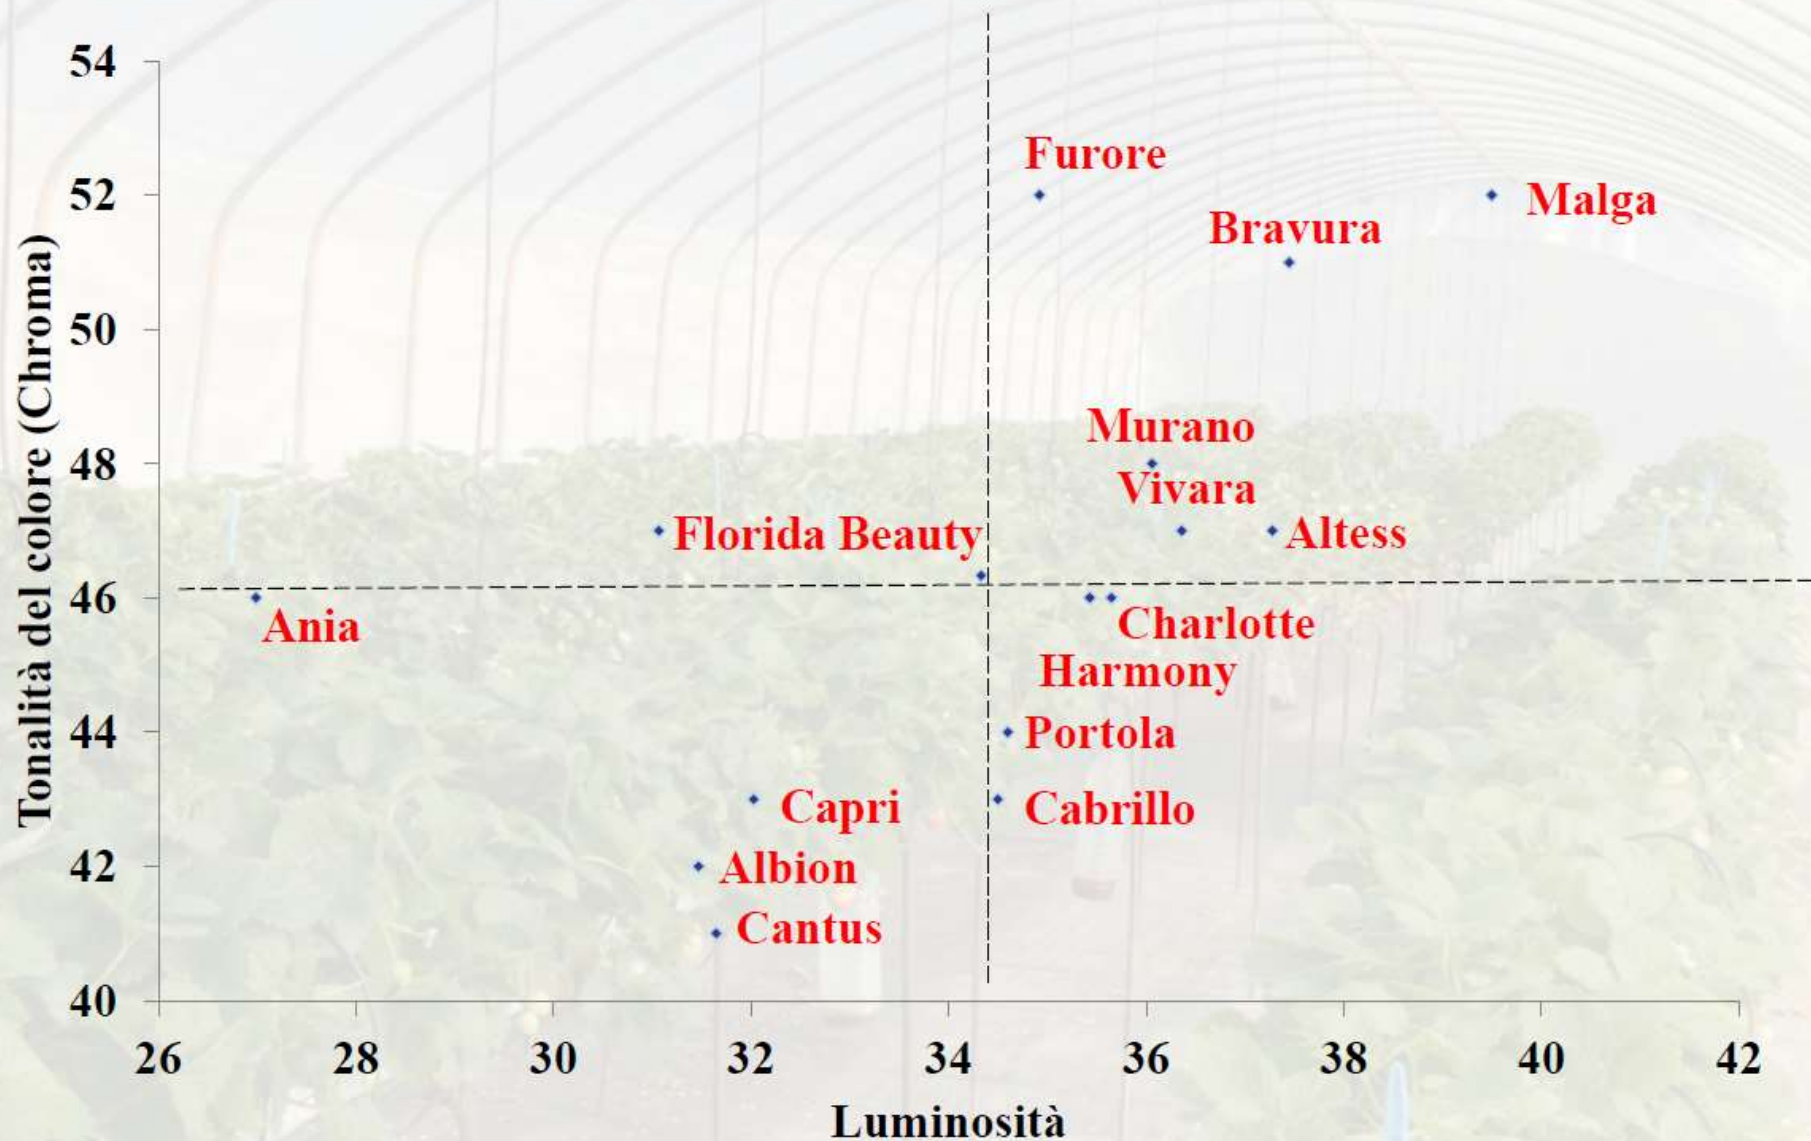 54
Furore
52
Malga
Bravura
50
Murano
48
Vivara
Florida Beauty
Altess
46
Ania
Charlotte
Harmony
44
Portola
Capri
Cabrillo
42
Albion
Cantus
40
26 28 30 32 34 36 38 40 42
Luminosità
Tonalità del colore (Chroma)